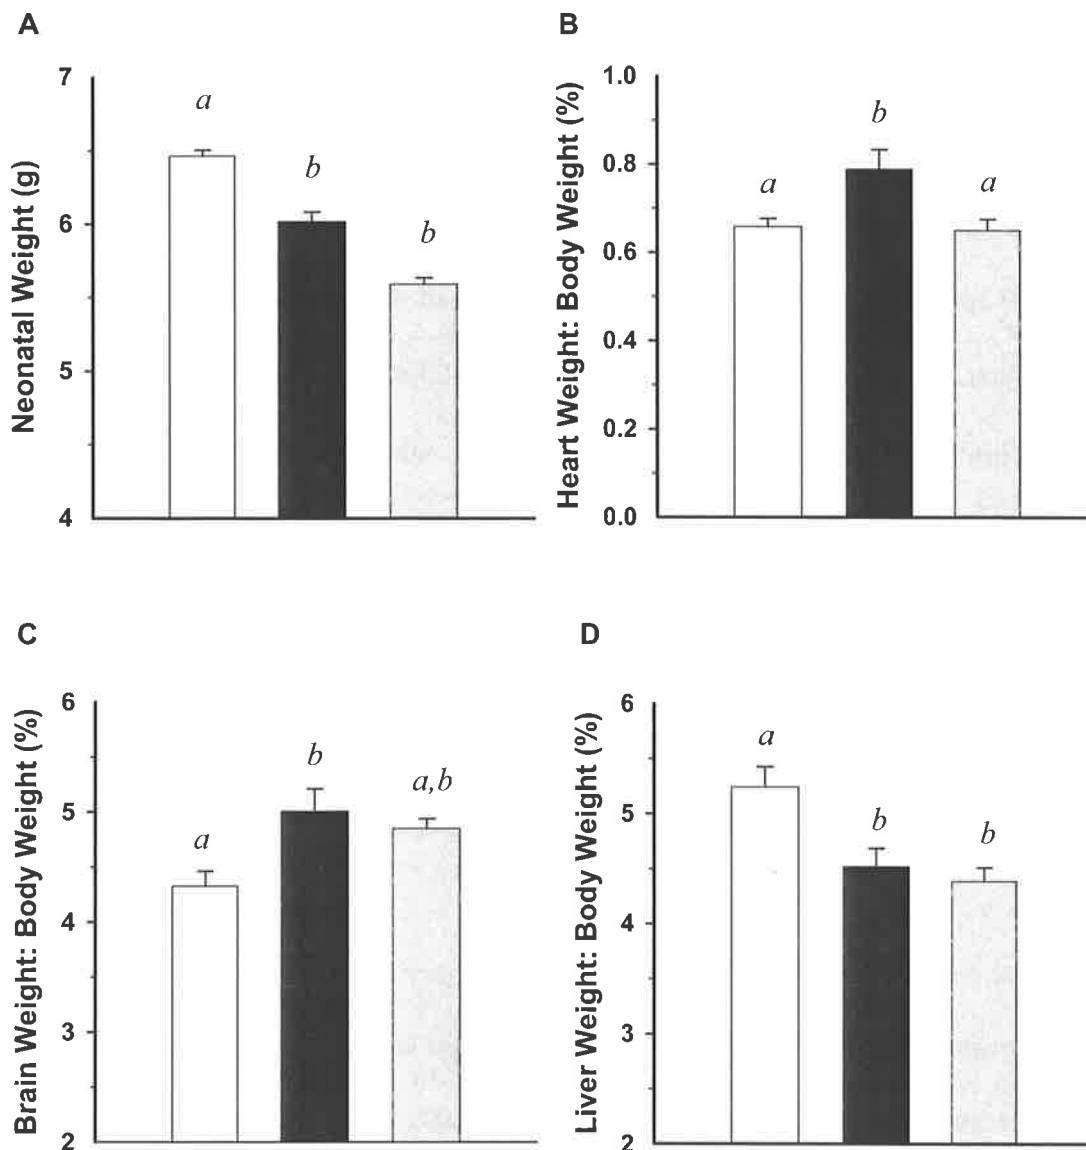 A
Neonatal Weight (g)
7
6
5
4
a
b
b
B
Heart Weight: Body Weight (%)
1.0
0.8
0.6
0.4
0.2
0.0
a
b
a
C
Brain Weight: Body Weight (%)
6
5
4
3
2
a
b
a,b
D
Liver Weight: Body Weight (%)
6
5
4
3
2
a
b
b